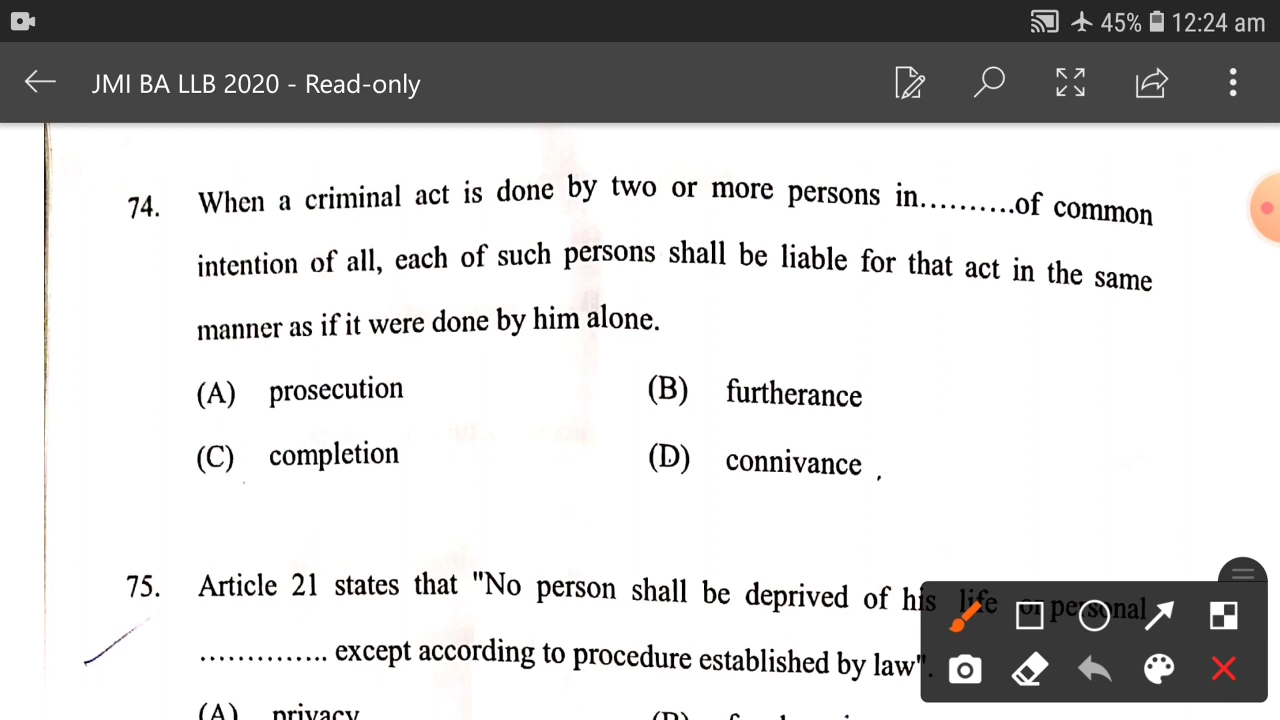 45% 12:24 am
JMI BA LLB 2020 - Read-only
74. When a criminal act is done by two or more persons in..........of common
intention of all, each of such persons shall be liable for that act in the same
manner as if it were done by him alone.
(A) prosecution (B) furtherance
(C) completion (D) connivance
75. Article 21 states that "No person shall be deprived of his life or personal
.............. except according to procedure established by law".
(A) privacy (B)